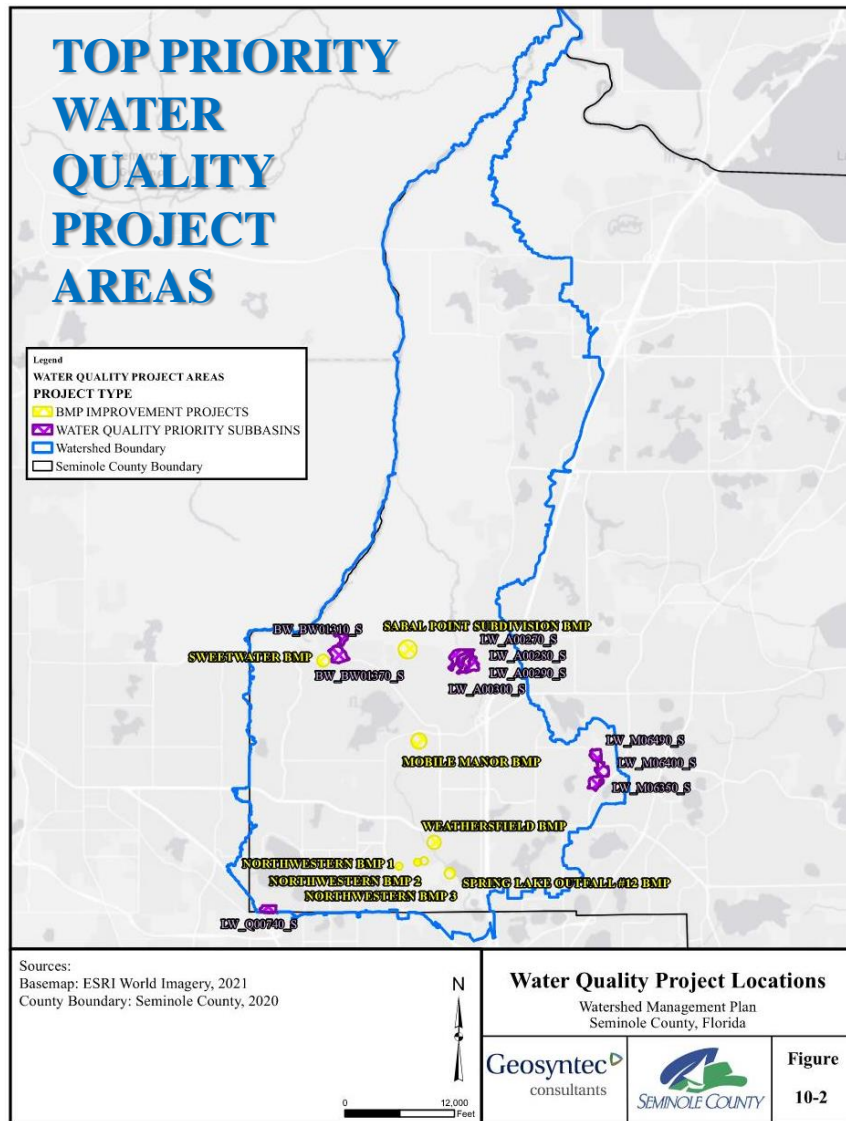 TOP PRIORITY
WATER
QUALITY
PROJECT
AREAS
Legend
WATER QUALITY PROJECT AREAS
PROJECT TYPE
BMP IMPROVEMENT PROJECTS
WATER QUALITY PRIORITY SUBBASINS
Watershed Boundary
Seminole County Boundary
BW_BW01310_S
SABAL POINT SUBDIVISION BMP
LW_A00270_S
SWEETWATER BMP
LW_A00280_S
BW_BW01370_S
LW_A00290_S
LW_A00300_S
LW_M06490_S
MOBILE MANOR BMP
LW_M06400_S
LW_M06350_S
WEATHERSFIELD BMP
NORTHWESTERN BMP 1
NORTHWESTERN BMP 2
SPRING LAKE OUTFALL #12 BMP
NORTHWESTERN BMP 3
LW_Q00740_S
Sources:
Basemap: ESRI World Imagery, 2021
County Boundary: Seminole County, 2020
N
0 12,000
Feet
Water Quality Project Locations
Watershed Management Plan
Seminole County, Florida
Geosyntec
consultants
SEMINOLE COUNTY
Figure
10-2